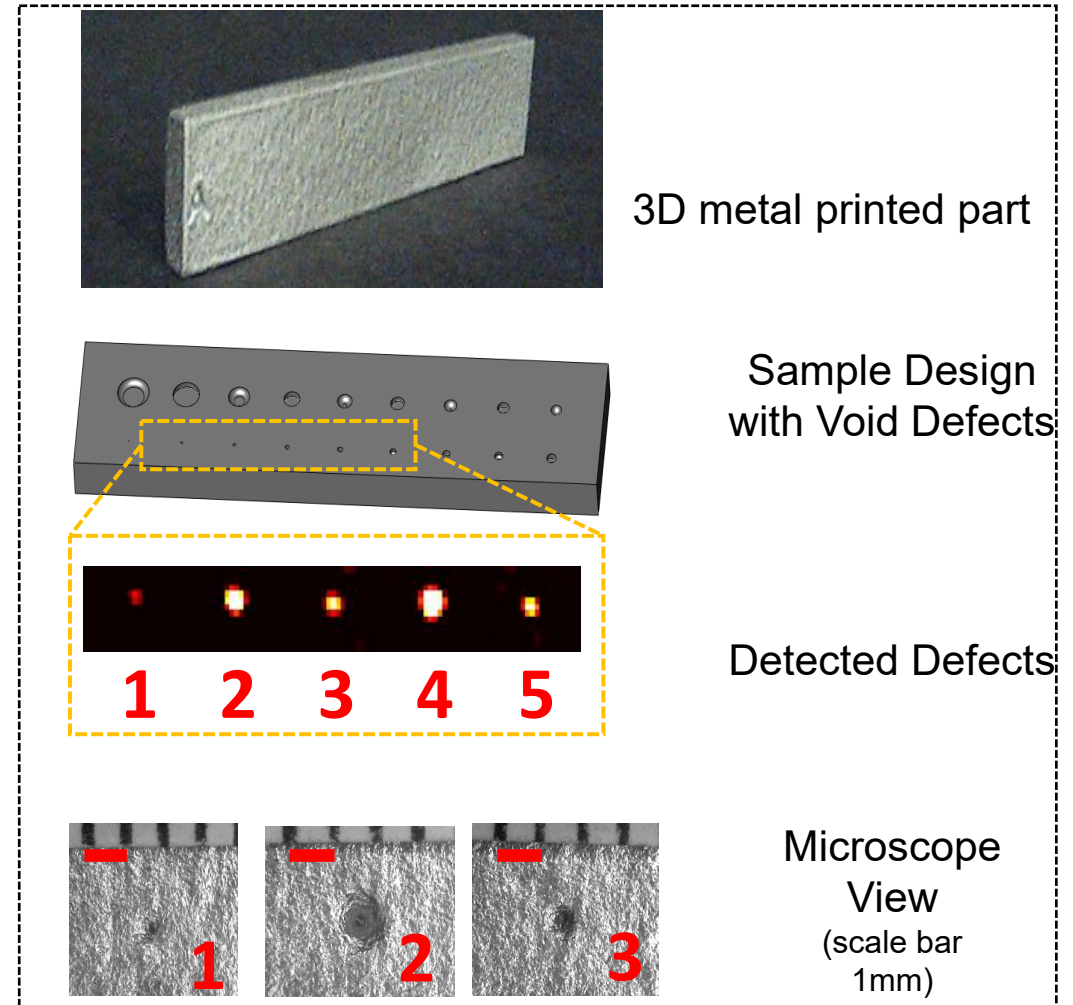 3D metal printed part
Sample Design
with Void Defects
1 2 3 4 5
Detected Defects
1 2 3
Microscope
View
(scale bar
1mm)